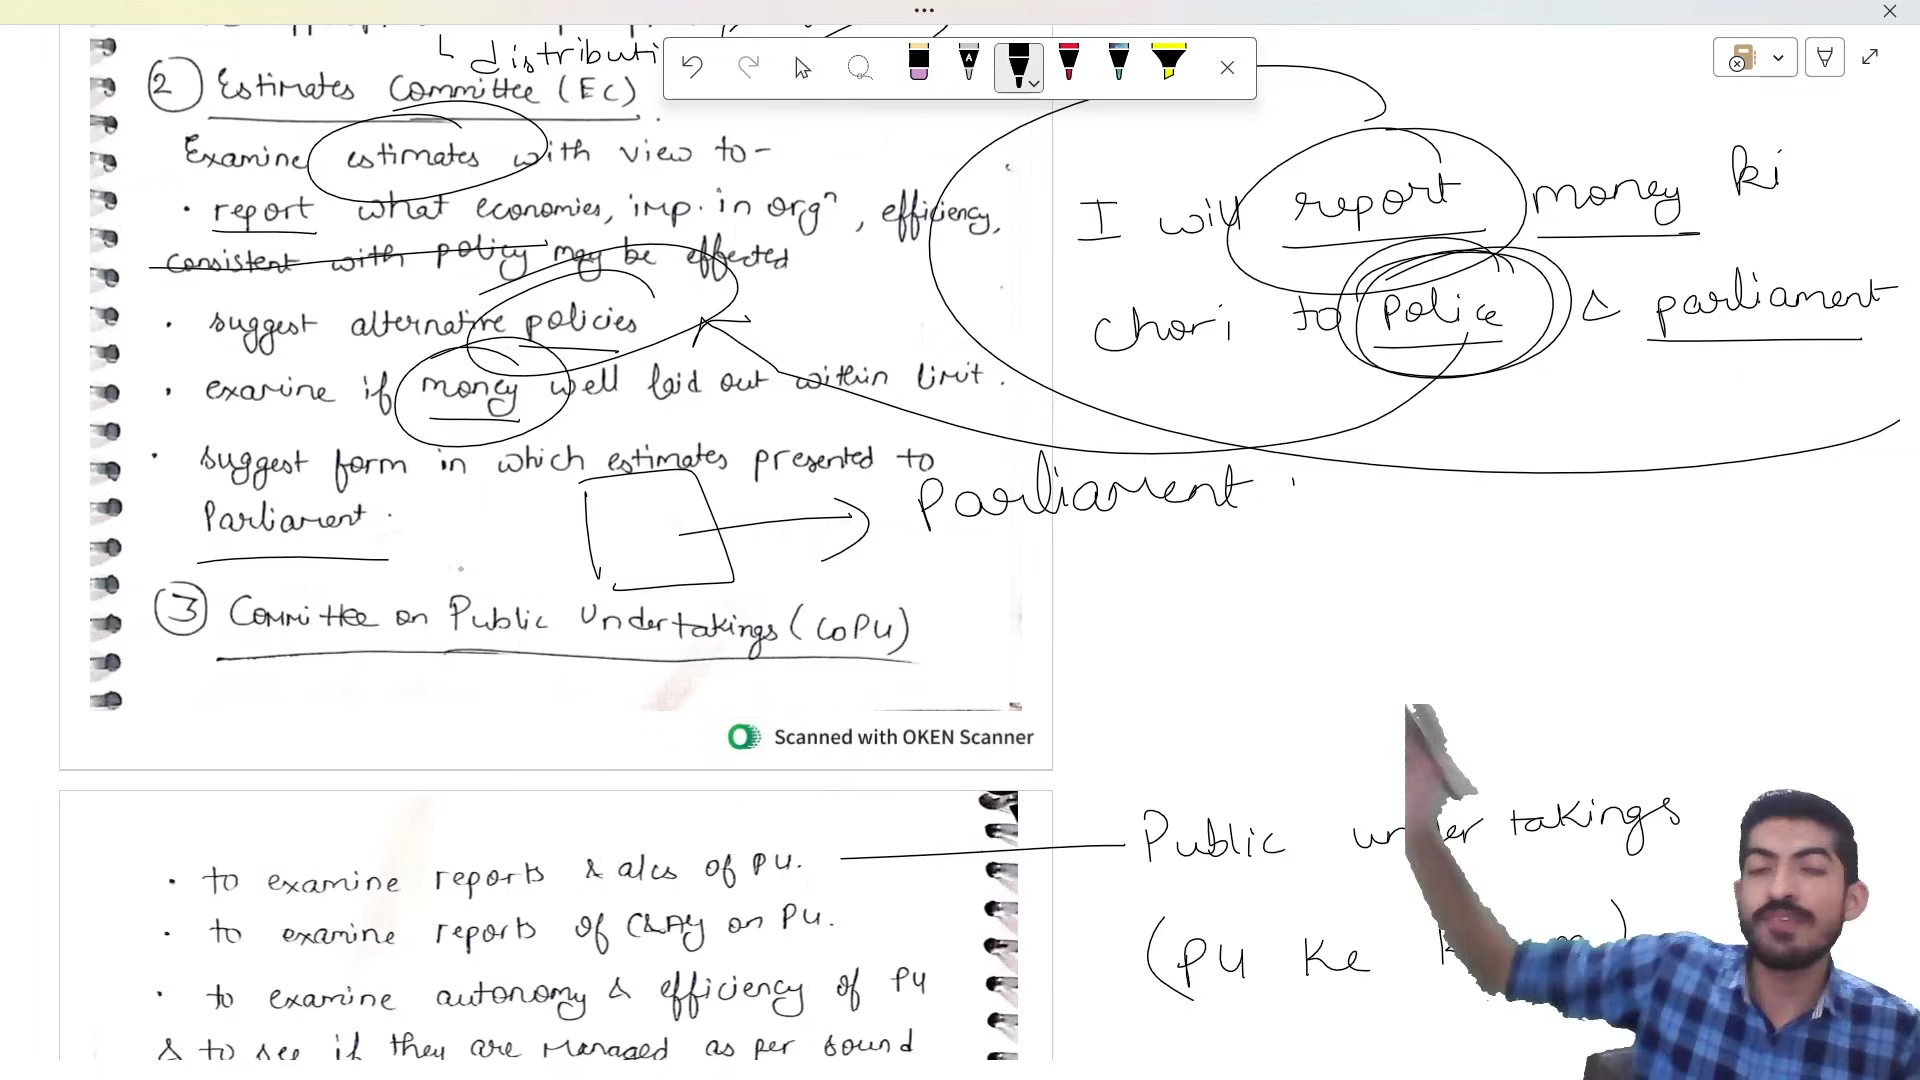 ↳ distributi
② Estimates Committee (EC)
Examine estimates with view to-
• report what economies, imp. in orgⁿ, efficiency,
consistent with policy may be effected
• suggest alternative policies
• examine if money well laid out within limit.
• suggest form in which estimates presented to
Parliament.
③ Committee on Public Undertakings (CoPU)
Scanned with OKEN Scanner
I will report money ki
chori to police & parliament
Parliament.
• to examine reports & a/cs of PU.
• to examine reports of C&AG on PU.
• to examine autonomy & efficiency of PU
& to see if they are managed as per sound
Public undertakings
(PU ke